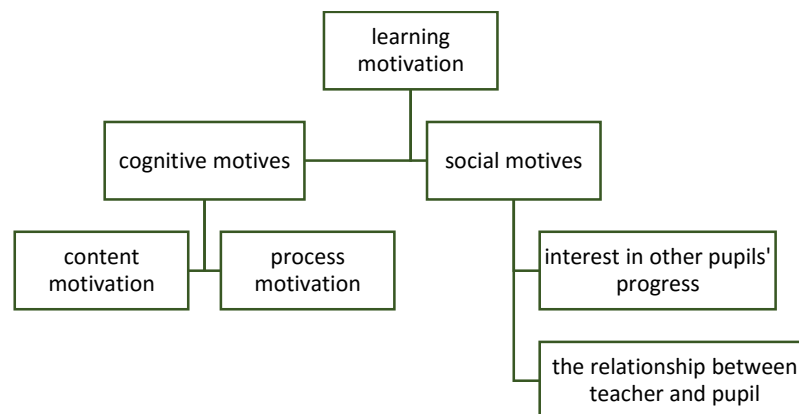 learning
motivation
cognitive motives
social motives
content
motivation
process
motivation
interest in other pupils'
progress
the relationship between
teacher and pupil